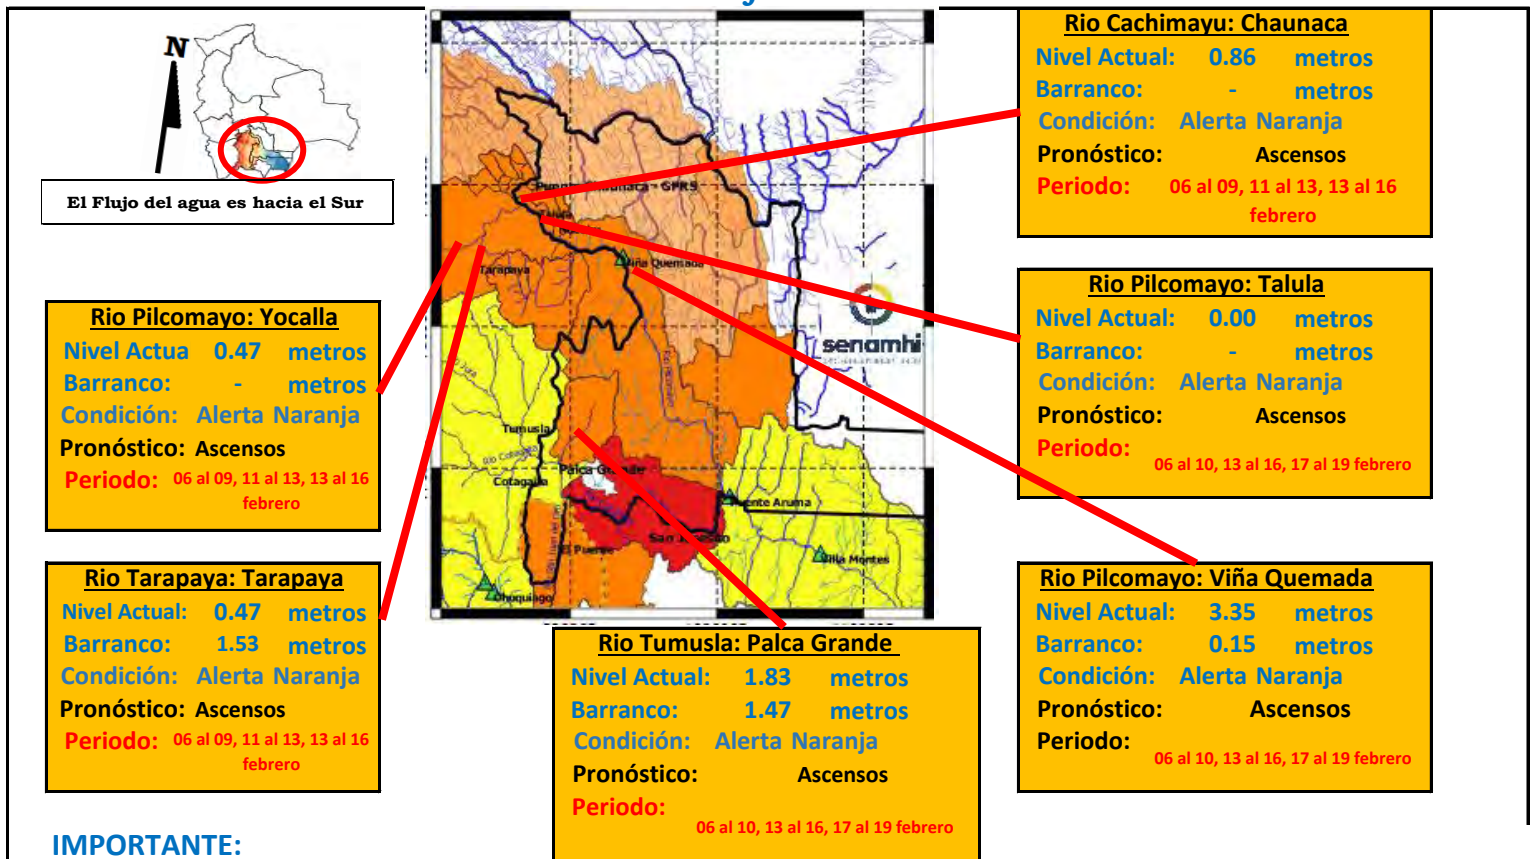 N
El Flujo del agua es hacia el Sur
Rio Cachimayu: Chaunaca
Nivel Actual: 0.86 metros
Barranco: - metros
Condición: Alerta Naranja
Pronóstico: Ascensos
Periodo: 06 al 09, 11 al 13, 13 al 16
febrero
Rio Pilcomayo: Talula
Nivel Actual: 0.00 metros
Barranco: - metros
Condición: Alerta Naranja
Pronóstico: Ascensos
Periodo:
06 al 10, 13 al 16, 17 al 19 febrero
Rio Pilcomayo: Yocalla
Nivel Actua 0.47 metros
Barranco: - metros
Condición: Alerta Naranja
Pronóstico: Ascensos
Periodo: 06 al 09, 11 al 13, 13 al 16
febrero
Rio Tarapaya: Tarapaya
Nivel Actual: 0.47 metros
Barranco: 1.53 metros
Condición: Alerta Naranja
Pronóstico: Ascensos
Periodo: 06 al 09, 11 al 13, 13 al 16
febrero
Rio Tumusla: Palca Grande
Nivel Actual: 1.83 metros
Barranco: 1.47 metros
Condición: Alerta Naranja
Pronóstico: Ascensos
Periodo:
06 al 10, 13 al 16, 17 al 19 febrero
Rio Pilcomayo: Viña Quemada
Nivel Actual: 3.35 metros
Barranco: 0.15 metros
Condición: Alerta Naranja
Pronóstico: Ascensos
Periodo:
06 al 10, 13 al 16, 17 al 19 febrero
- GPRS
Viña Quemada
Tarapaya
senamhi
Tumusla
Palca Grande
Cotagaita
El Puente
Villa Montes
IMPORTANTE: